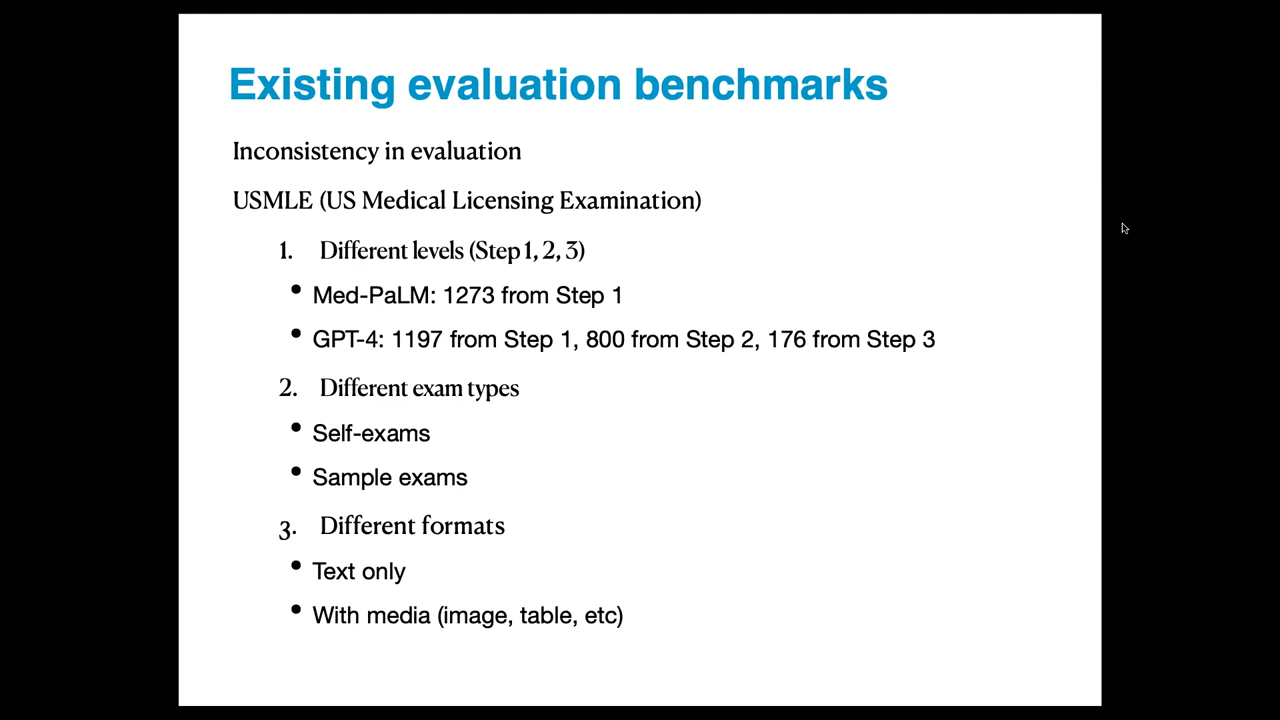 Existing evaluation benchmarks
Inconsistency in evaluation
USMLE (US Medical Licensing Examination)
1. Different levels (Step 1, 2, 3)
• Med-PaLM: 1273 from Step 1
• GPT-4: 1197 from Step 1, 800 from Step 2, 176 from Step 3
2. Different exam types
• Self-exams
• Sample exams
3. Different formats
• Text only
• With media (image, table, etc)